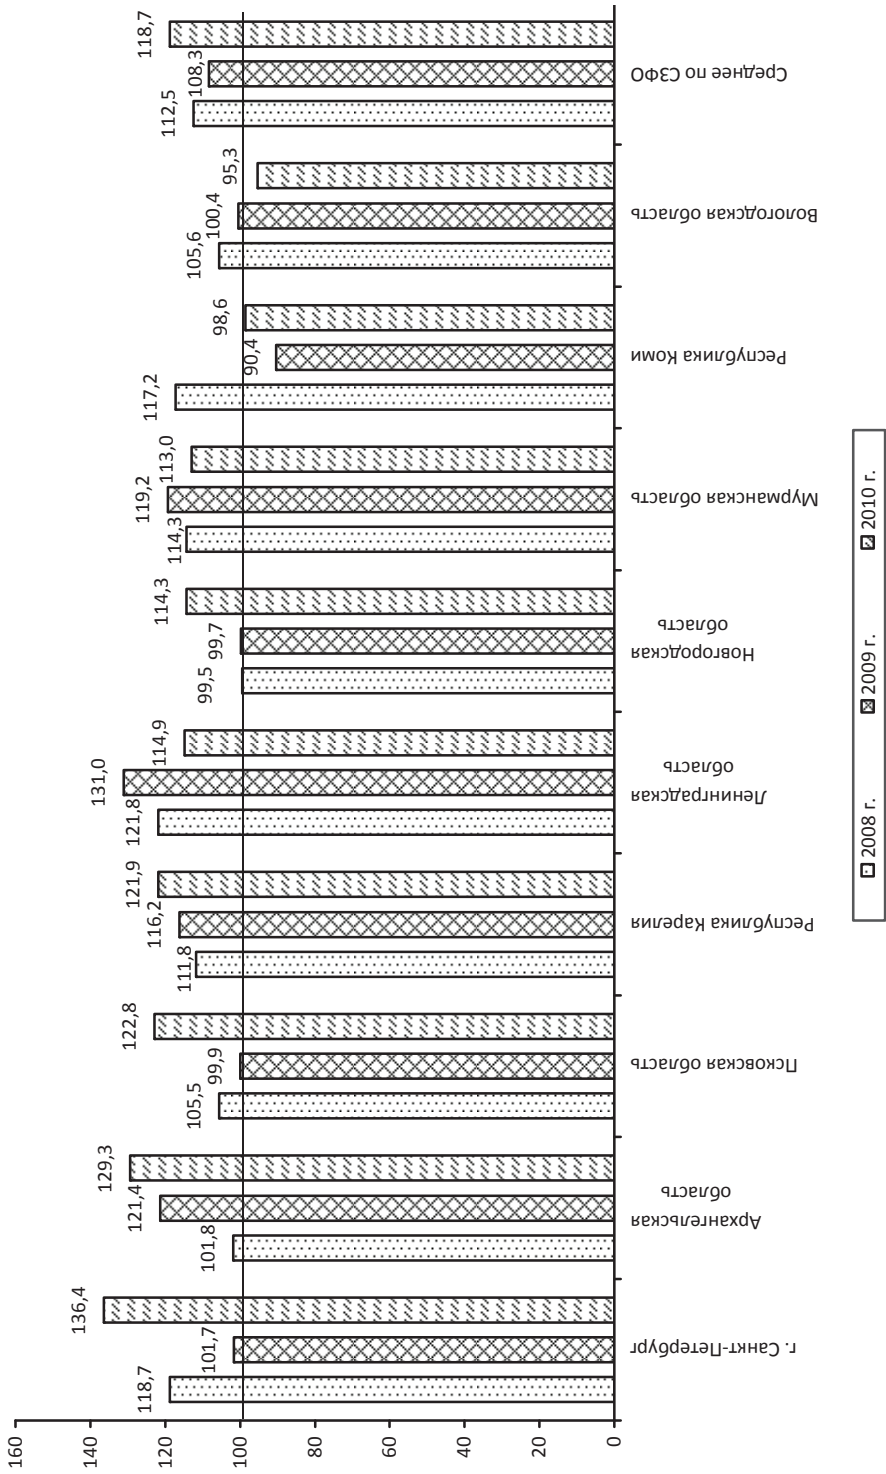 160
140
120
100
80
60
40
20
0
118,7
101,7
136,4
101,8
121,4
129,3
105,5
99,9
122,8
111,8
116,2
121,9
121,8
131,0
114,9
99,5
99,7
114,3
114,3
119,2
113,0
117,2
90,4
98,6
105,6
100,4
95,3
112,5
108,3
118,7
г. Санкт-Петербург
Архангельская
область
Псковская область
Республика Карелия
Ленинградская
область
Новгородская
область
Мурманская область
Республика Коми
Вологодская область
Среднее по СЗФО
2008 г.
2009 г.
2010 г.